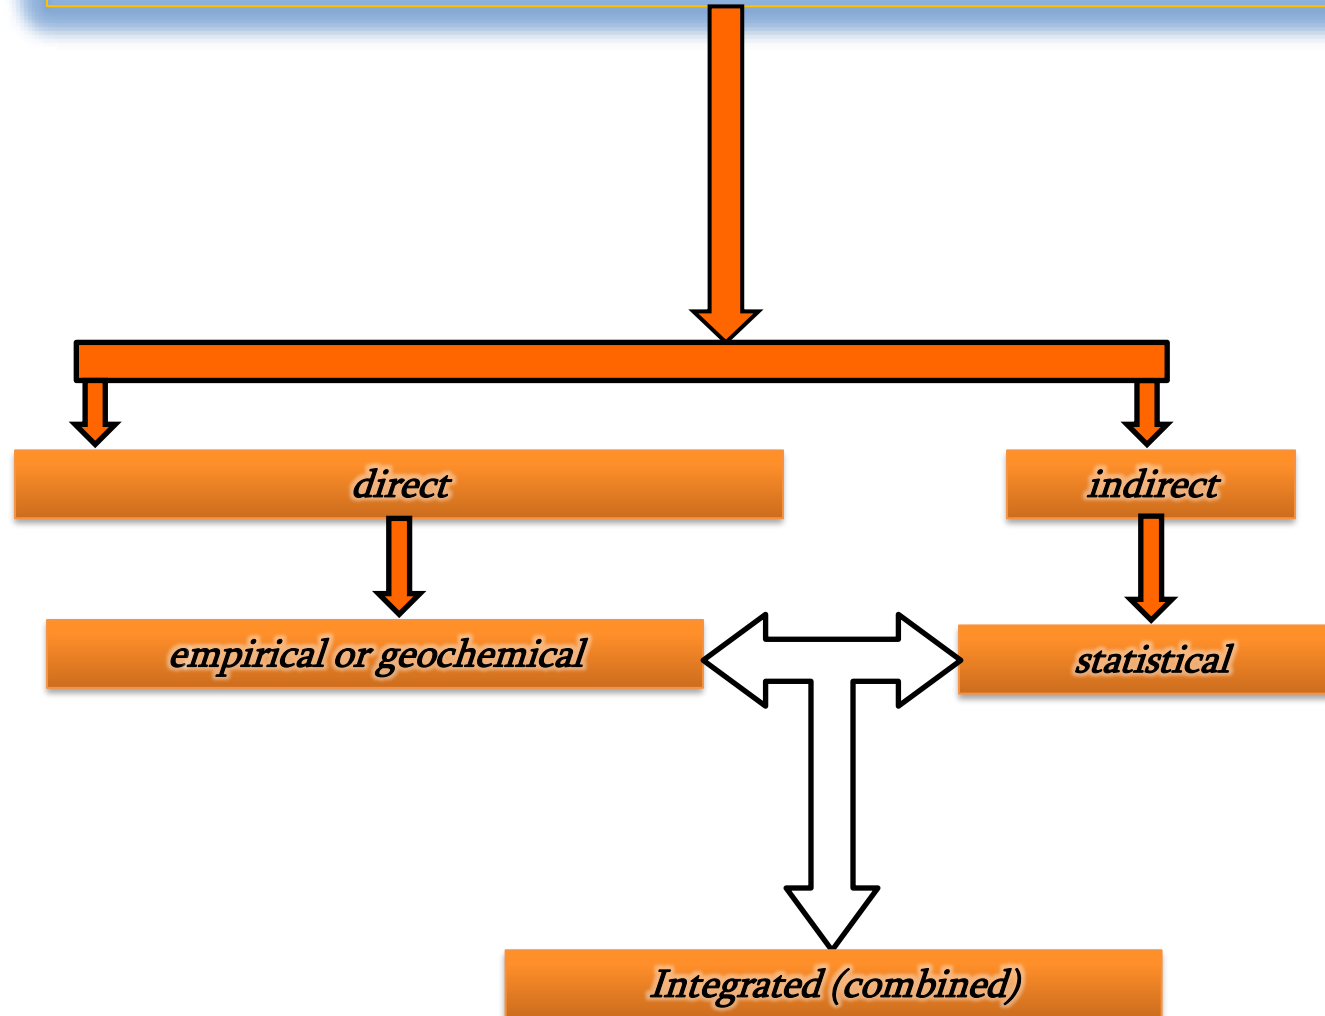 direct
indirect
empirical or geochemical
statistical
Integrated (combined)